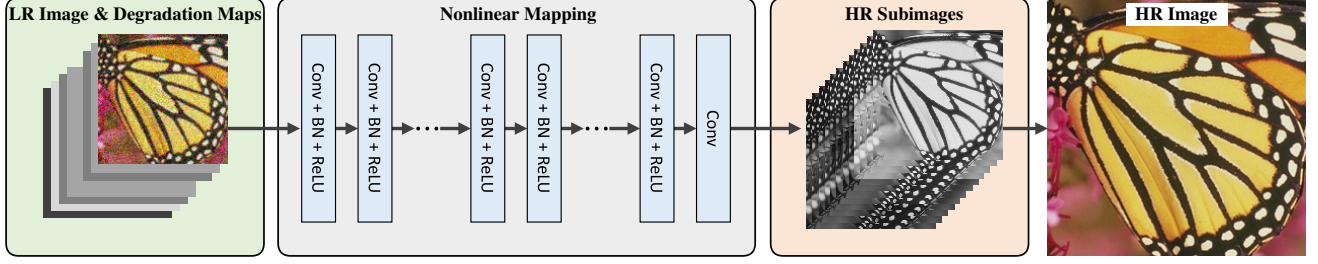 LR Image & Degradation Maps
Nonlinear Mapping
HR Subimages
HR Image
Conv + BN + ReLU
Conv + BN + ReLU
Conv + BN + ReLU
Conv + BN + ReLU
Conv + BN + ReLU
Conv